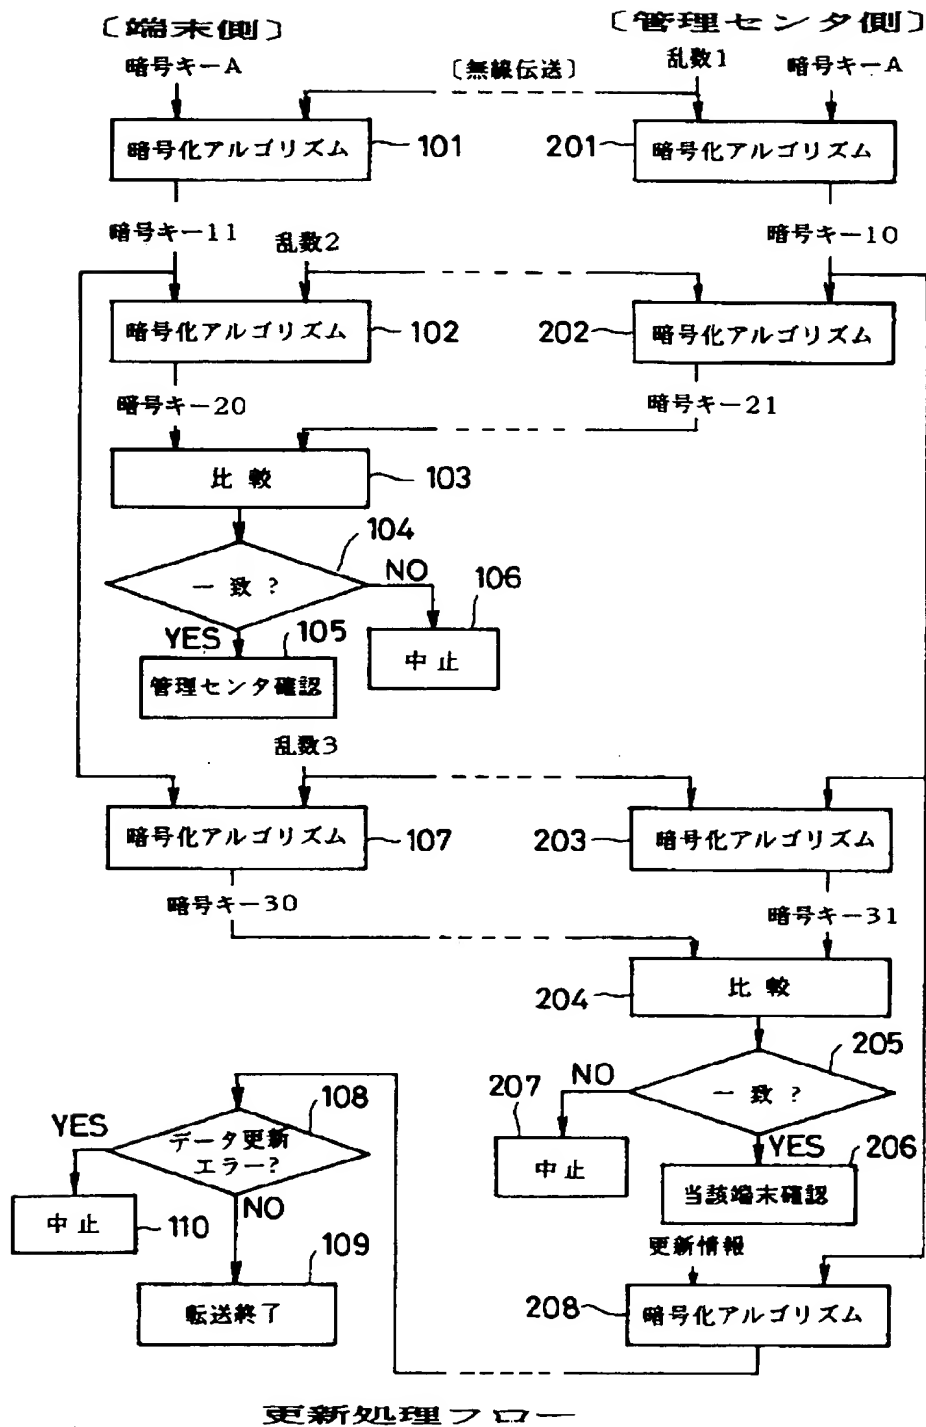 〔端末側〕
〔管理センタ側〕
暗号キーA
〔無線伝送〕
乱数1
暗号キーA
暗号化アルゴリズム
101
201
暗号化アルゴリズム
暗号キー11
乱数2
暗号キー10
暗号化アルゴリズム
102
202
暗号化アルゴリズム
暗号キー20
暗号キー21
比較
103
104
一致?
NO
106
YES
105
中止
管理センタ確認
乱数3
暗号化アルゴリズム
107
203
暗号化アルゴリズム
暗号キー30
暗号キー31
204
比較
205
一致?
NO
207
YES
206
中止
当該端末確認
108
YES
データ更新
エラー?
NO
中止
110
更新情報
109
転送終了
208
暗号化アルゴリズム
更新処理フロー